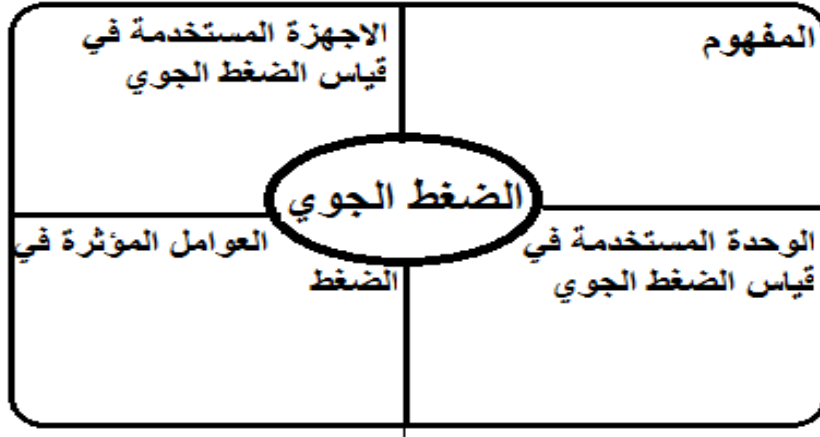 المفهوم
الاجهزة المستخدمة في
قياس الضغط الجوي
الضغط الجوي
الوحدة المستخدمة في
قياس الضغط الجوي
العوامل المؤثرة في
الضغط